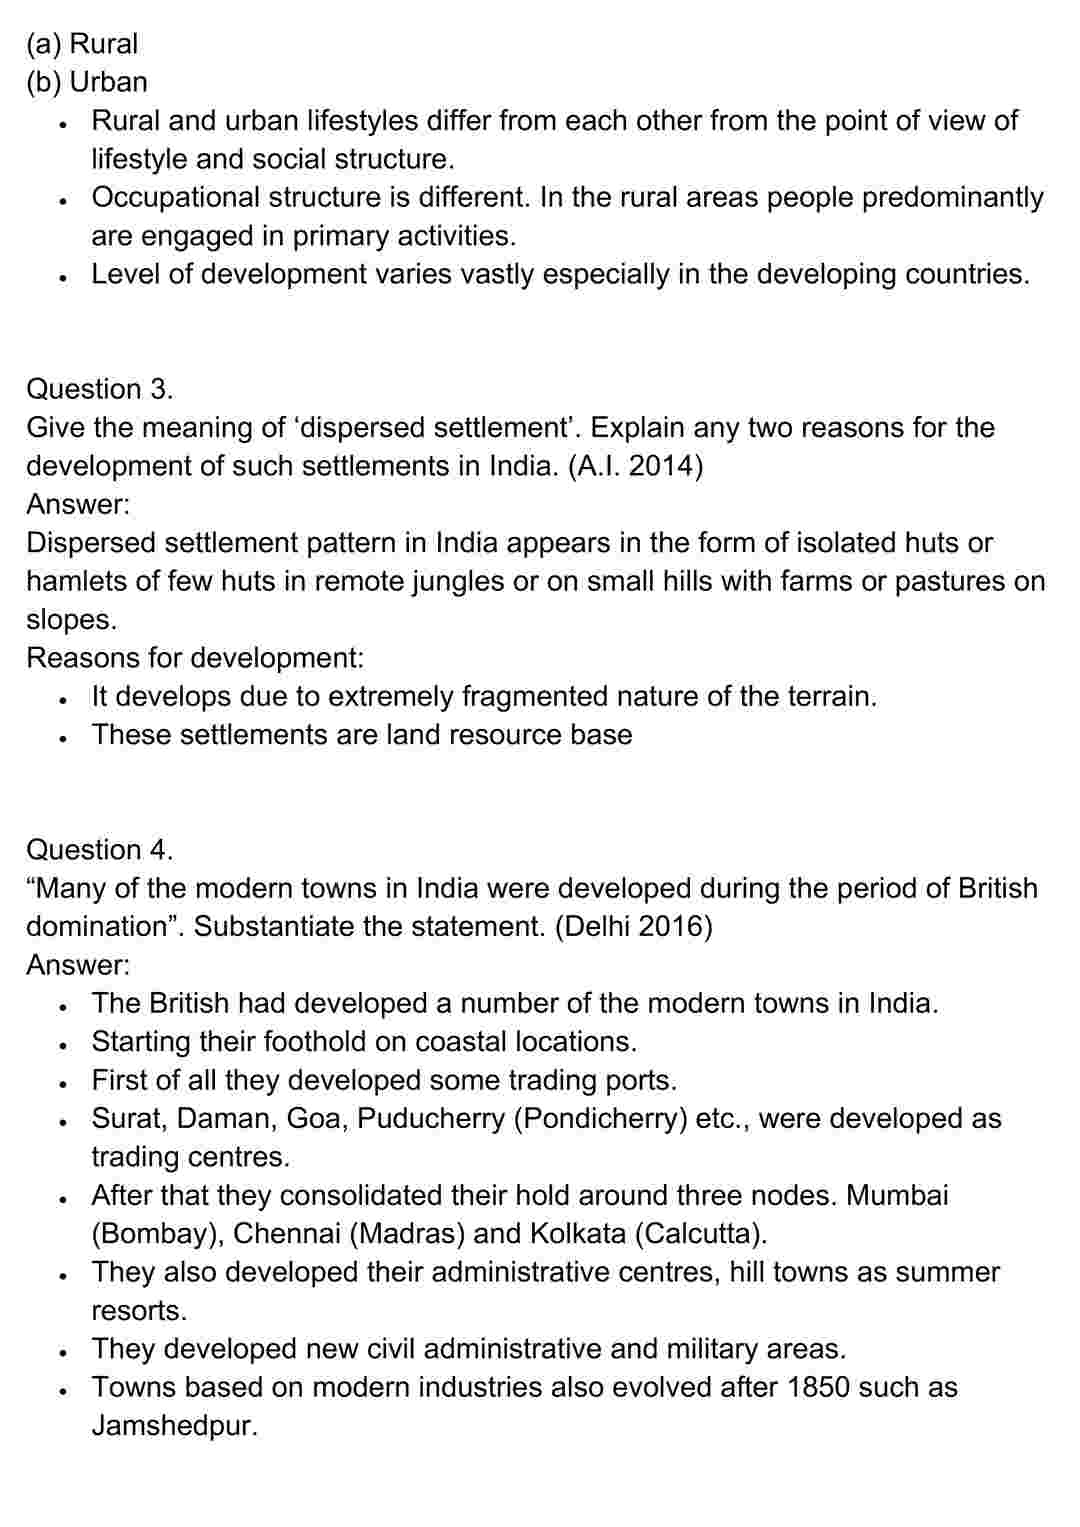 (a) Rural
(b) Urban
• Rural and urban lifestyles differ from each other from the point of view of
lifestyle and social structure.
• Occupational structure is different. In the rural areas people predominantly
are engaged in primary activities.
• Level of development varies vastly especially in the developing countries.
Question 3.
Give the meaning of ‘dispersed settlement’. Explain any two reasons for the
development of such settlements in India. (A.I. 2014)
Answer:
Dispersed settlement pattern in India appears in the form of isolated huts or
hamlets of few huts in remote jungles or on small hills with farms or pastures on
slopes.
Reasons for development:
• It develops due to extremely fragmented nature of the terrain.
• These settlements are land resource base
Question 4.
“Many of the modern towns in India were developed during the period of British
domination”. Substantiate the statement. (Delhi 2016)
Answer:
• The British had developed a number of the modern towns in India.
• Starting their foothold on coastal locations.
• First of all they developed some trading ports.
• Surat, Daman, Goa, Puducherry (Pondicherry) etc., were developed as
trading centres.
• After that they consolidated their hold around three nodes. Mumbai
(Bombay), Chennai (Madras) and Kolkata (Calcutta).
• They also developed their administrative centres, hill towns as summer
resorts.
• They developed new civil administrative and military areas.
• Towns based on modern industries also evolved after 1850 such as
Jamshedpur.